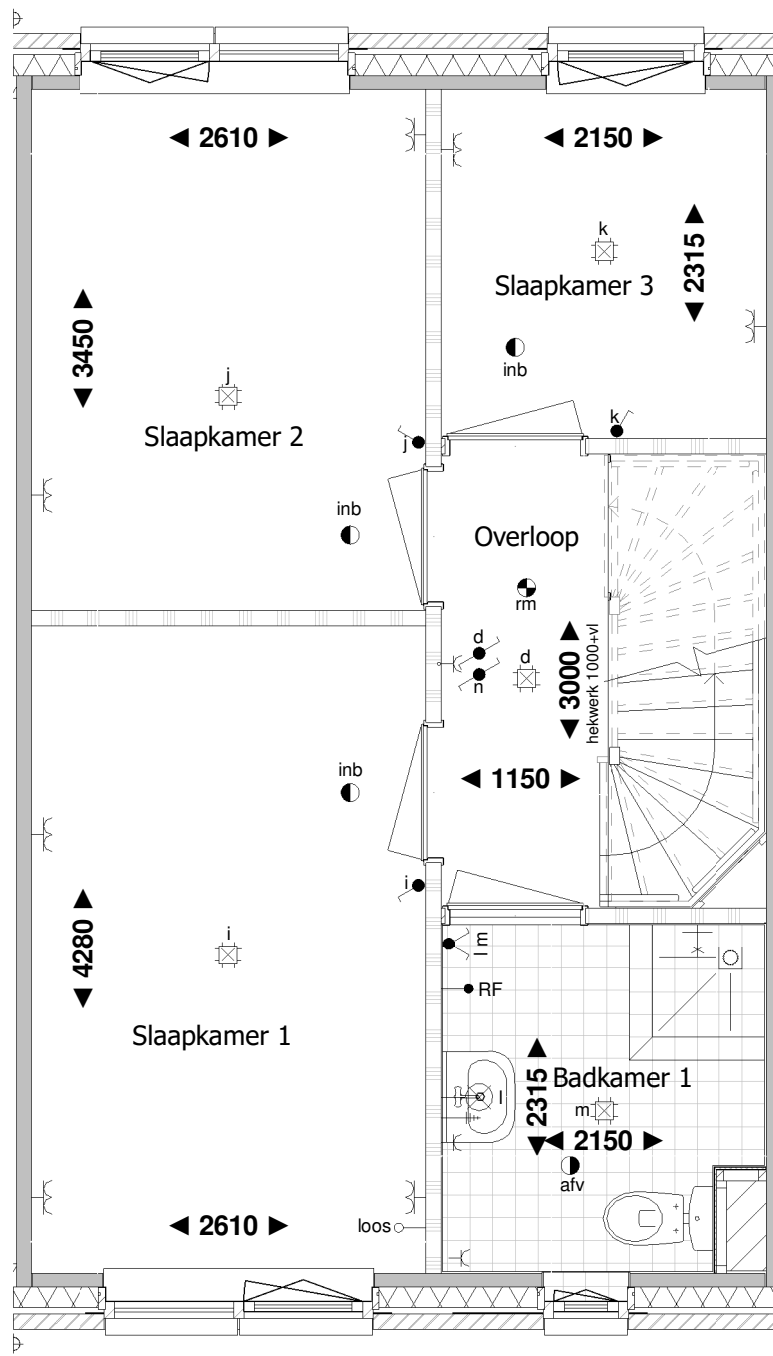 2610
2150
k
2315
Slaapkamer 3
3450
inb
j
k
Slaapkamer 2
j
inb
Overloop
rm
d
d
n
3000
hekwerk 1000+vl
inb
1150
i
4280
i
l m
RF
Slaapkamer 1
2315
Badkamer 1
l
m
2150
afv
2610
loos